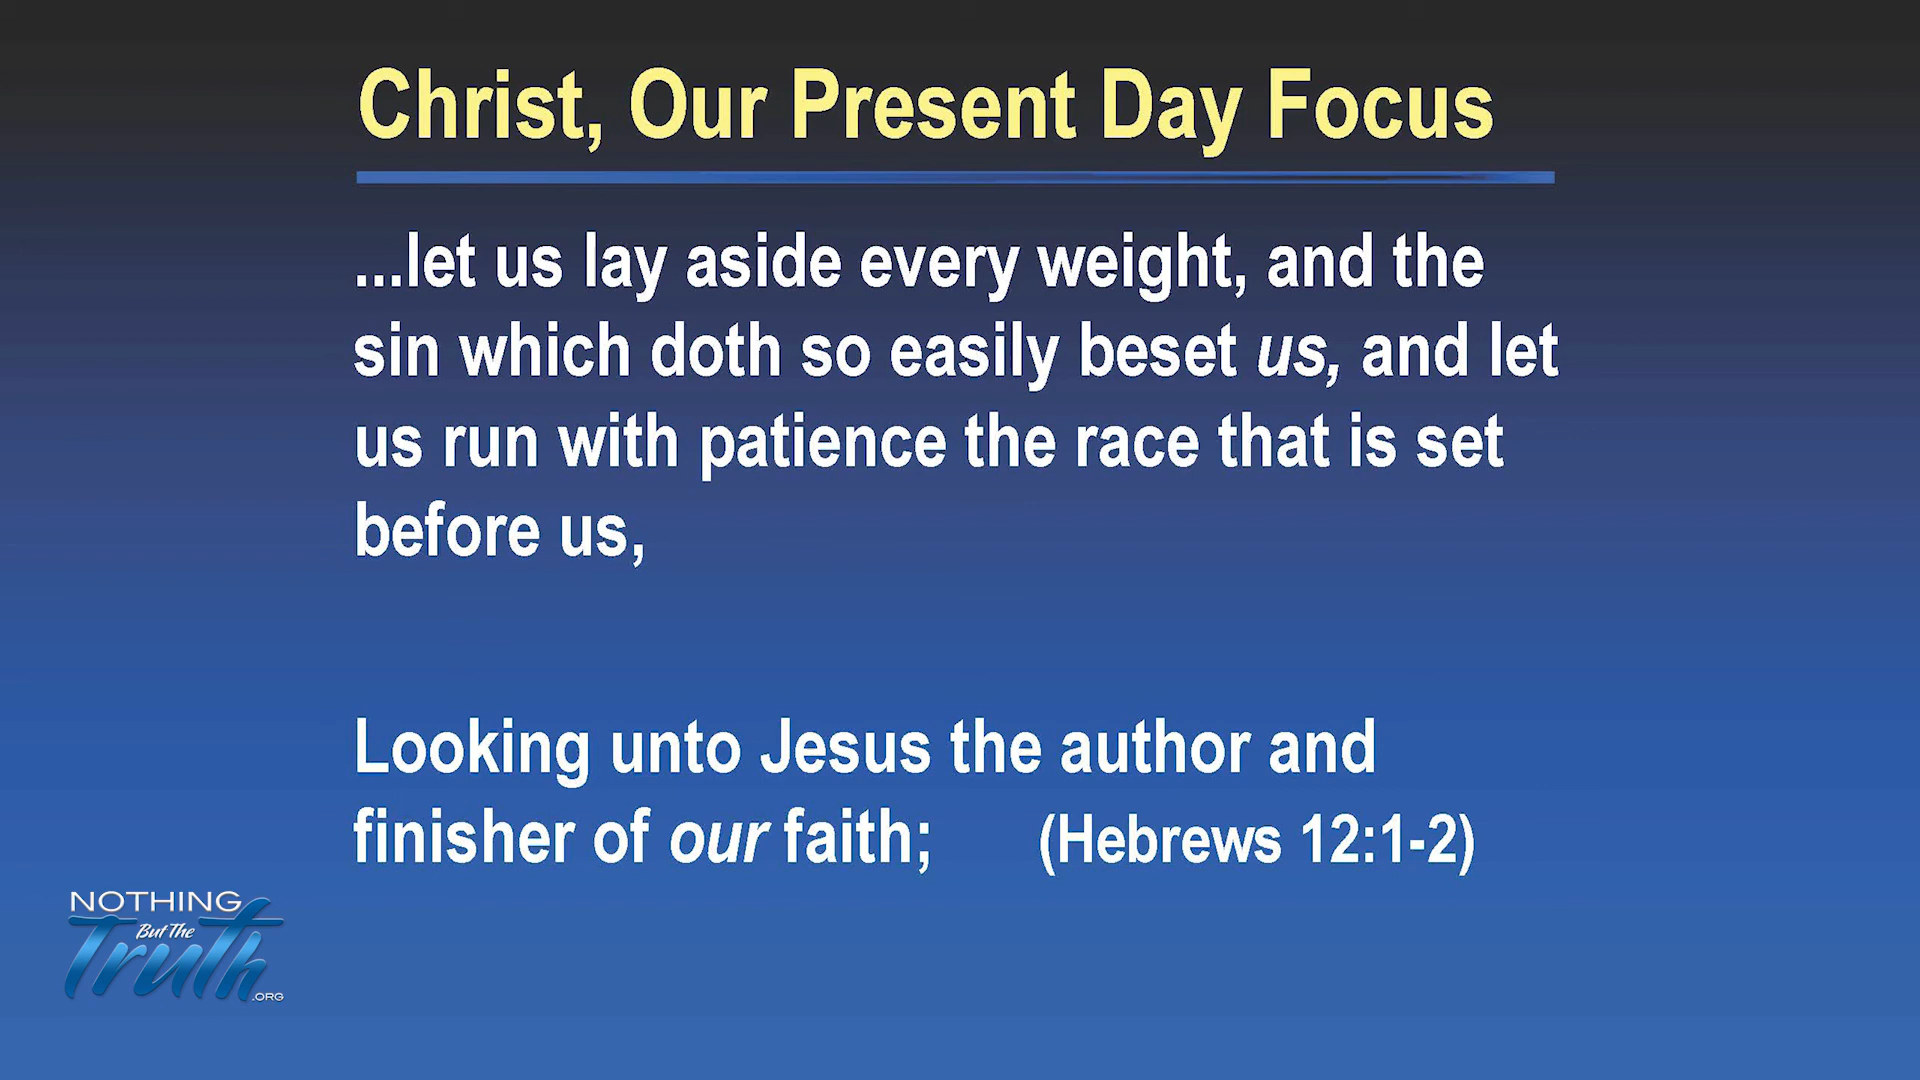 Christ, Our Present Day Focus
...let us lay aside every weight, and the
sin which doth so easily beset us, and let
us run with patience the race that is set
before us,
Looking unto Jesus the author and
finisher of our faith; (Hebrews 12:1-2)
NOTHING
But The
Truth
.ORG